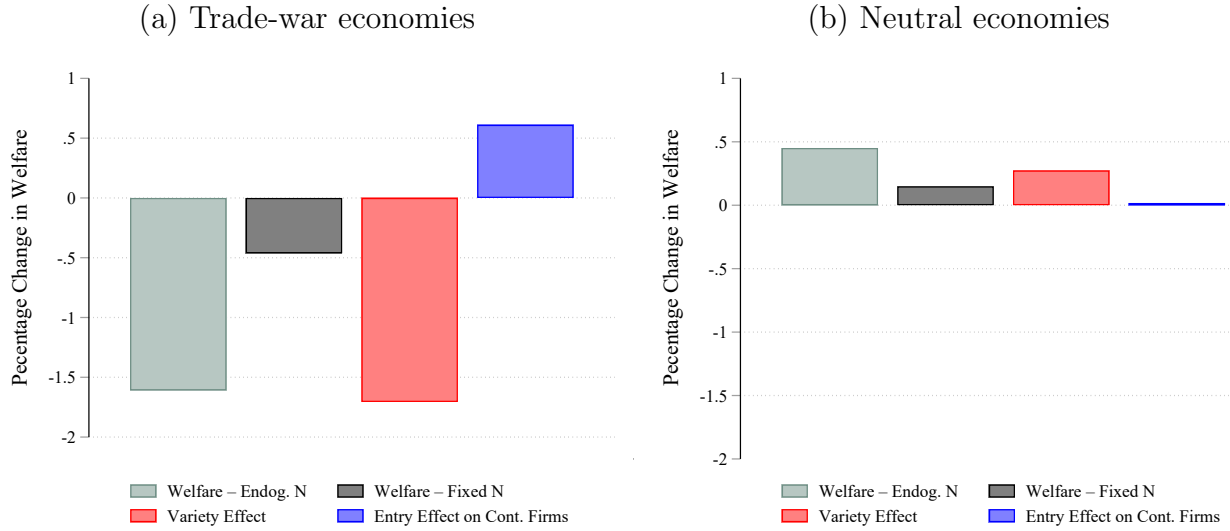 (a) Trade-war economies
Pecentage Change in Welfare
1
.5
0
-.5
-1
-1.5
-2
Welfare – Endog. N
Welfare – Fixed N
Variety Effect
Entry Effect on Cont. Firms
(b) Neutral economies
Pecentage Change in Welfare
1
.5
0
-.5
-1
-1.5
-2
Welfare – Endog. N
Welfare – Fixed N
Variety Effect
Entry Effect on Cont. Firms